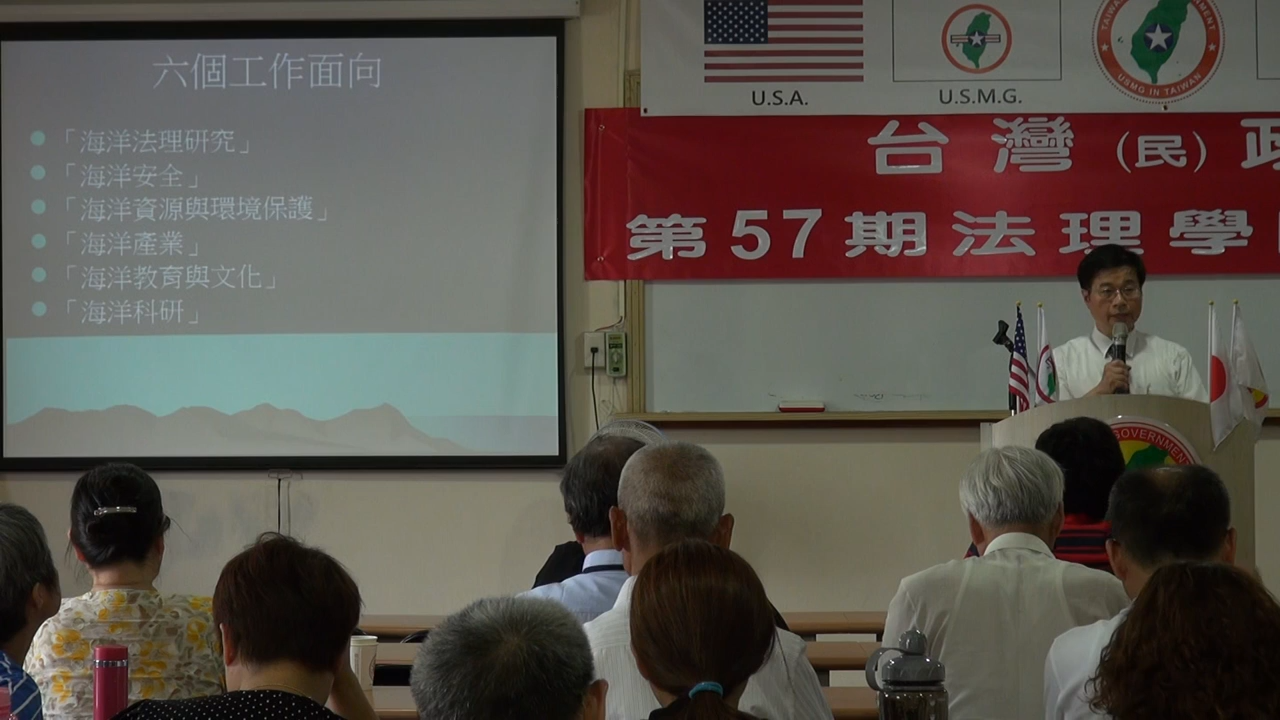 六個工作面向
「海洋法理研究」
「海洋安全」
「海洋資源與環境保護」
「海洋產業」
「海洋教育與文化」
「海洋科研」
U.S.A.
U.S.M.G.
USMG IN TAIWAN
台灣(民)政
第57期法理學
GOVERNMENT